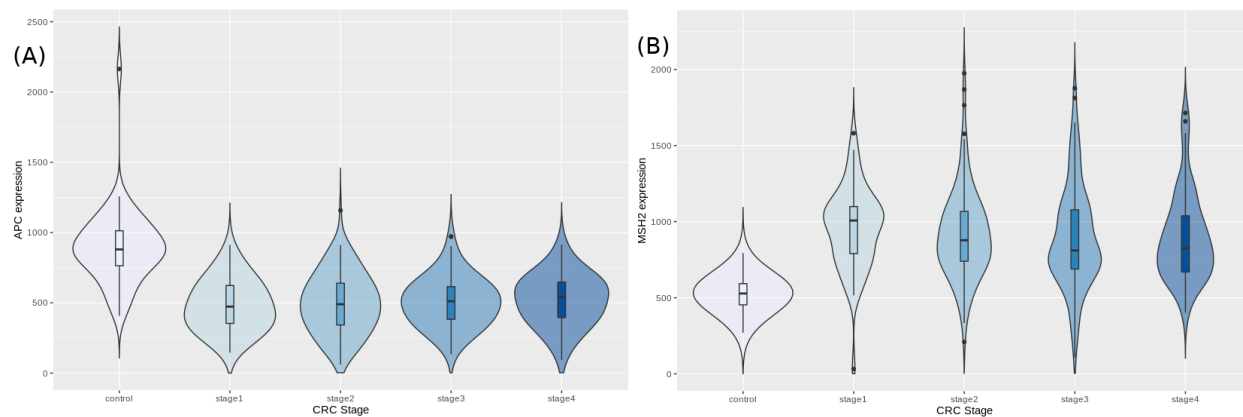 (A)
APC expression
2500
2000
1500
1000
500
0
control stage1 stage2 stage3 stage4
CRC Stage
(B)
MSH2 expression
2000
1500
1000
500
0
control stage1 stage2 stage3 stage4
CRC Stage